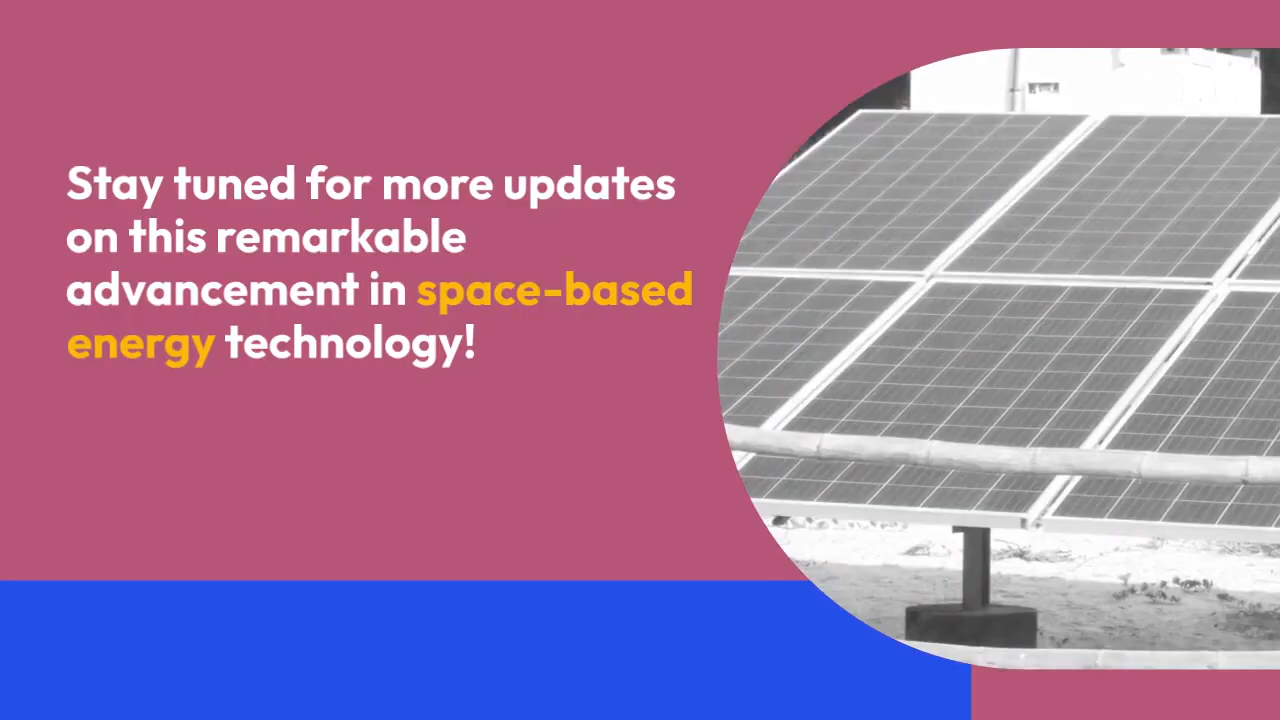 Stay tuned for more updates
on this remarkable
advancement in space-based
energy technology!